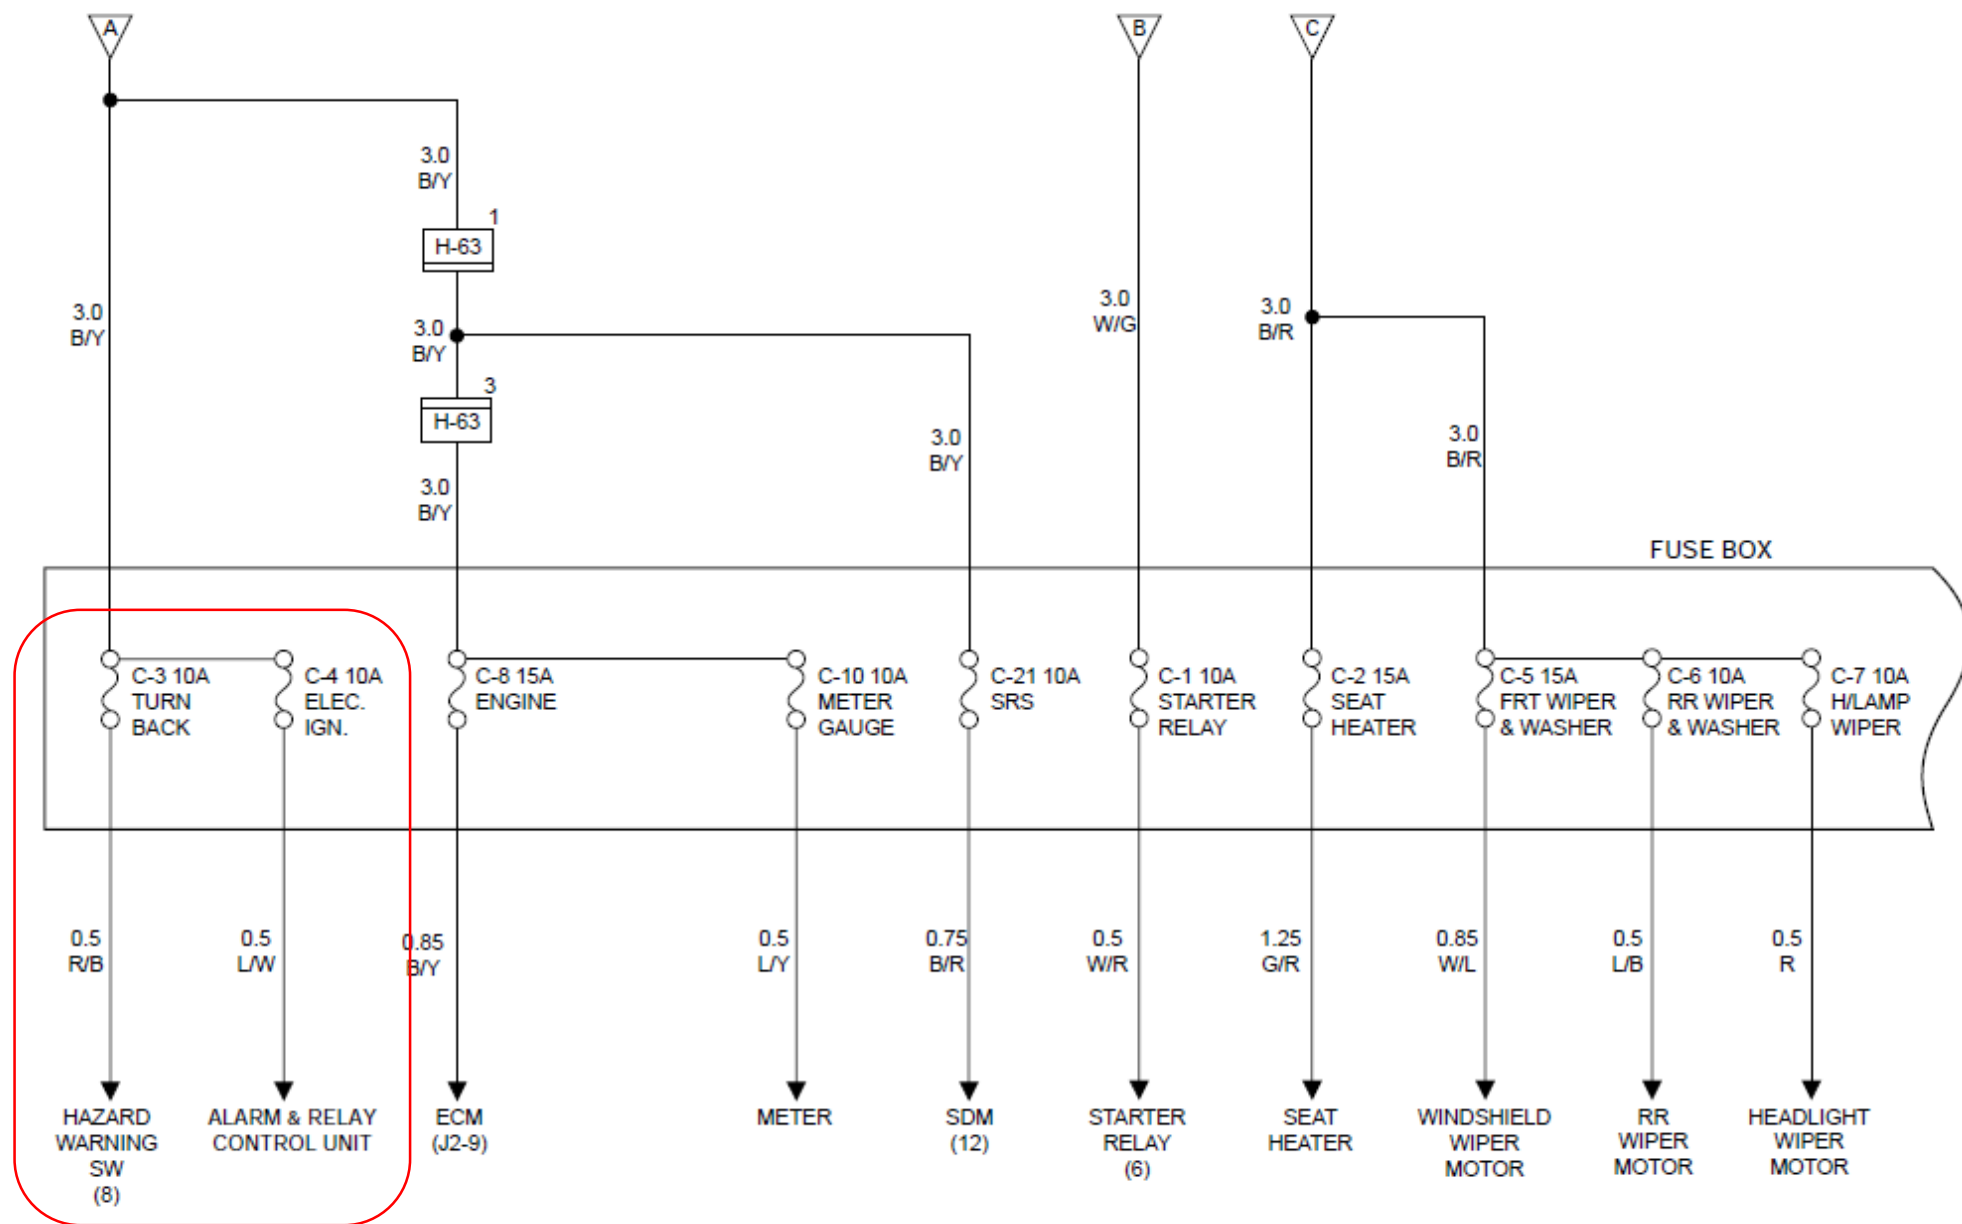 A
B
C
3.0
B/Y
1
H-63
3.0
B/Y
3.0
B/Y
3
H-63
3.0
B/Y
3.0
B/Y
3.0
W/G
3.0
B/R
3.0
B/R
FUSE BOX
C-3 10A
TURN
BACK
C-4 10A
ELEC.
IGN.
C-8 15A
ENGINE
C-10 10A
METER
GAUGE
C-21 10A
SRS
C-1 10A
STARTER
RELAY
C-2 15A
SEAT
HEATER
C-5 15A
FRT WIPER
& WASHER
C-6 10A
RR WIPER
& WASHER
C-7 10A
H/LAMP
WIPER
0.5
R/B
0.5
L/W
0.85
B/Y
0.5
L/Y
0.75
B/R
0.5
W/R
1.25
G/R
0.85
W/L
0.5
L/B
0.5
R
HAZARD
WARNING
SW
(8)
ALARM & RELAY
CONTROL UNIT
ECM
(J2-9)
METER
SDM
(12)
STARTER
RELAY
(6)
SEAT
HEATER
WINDSHIELD
WIPER
MOTOR
RR
WIPER
MOTOR
HEADLIGHT
WIPER
MOTOR